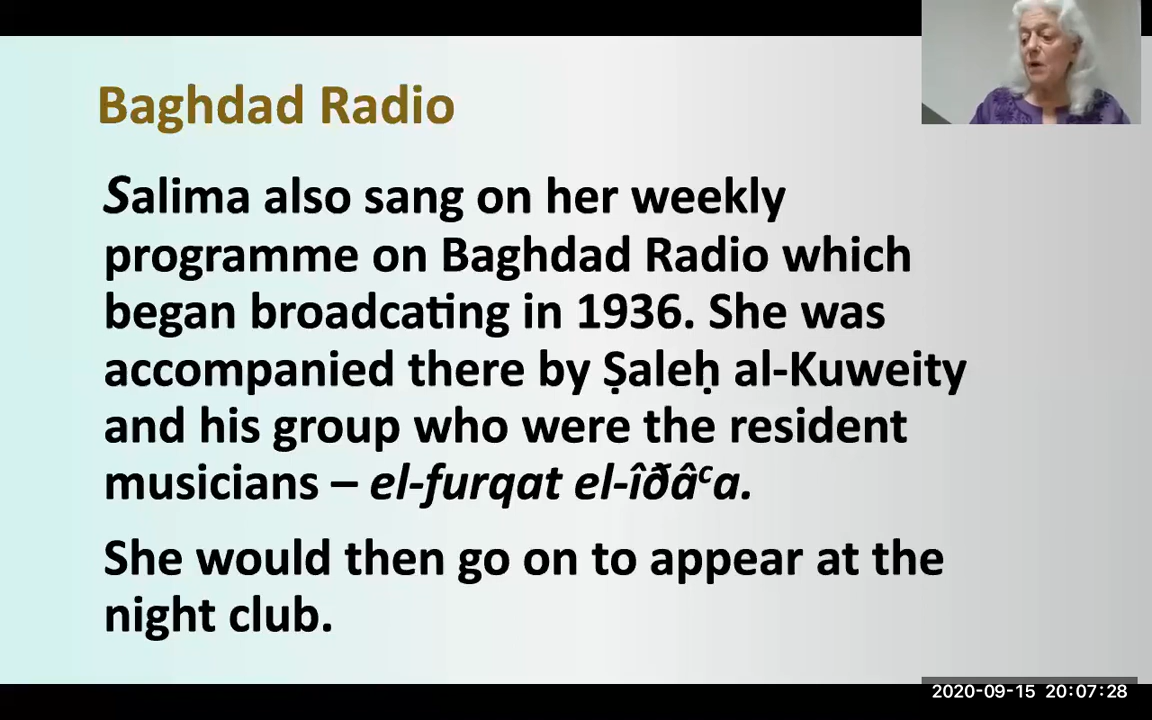 Baghdad Radio
Salima also sang on her weekly
programme on Baghdad Radio which
began broadcating in 1936. She was
accompanied there by Ṣaleḥ al-Kuweity
and his group who were the resident
musicians – el-furqat el-îðâᶜa.
She would then go on to appear at the
night club.
2020-09-15 20:07:28